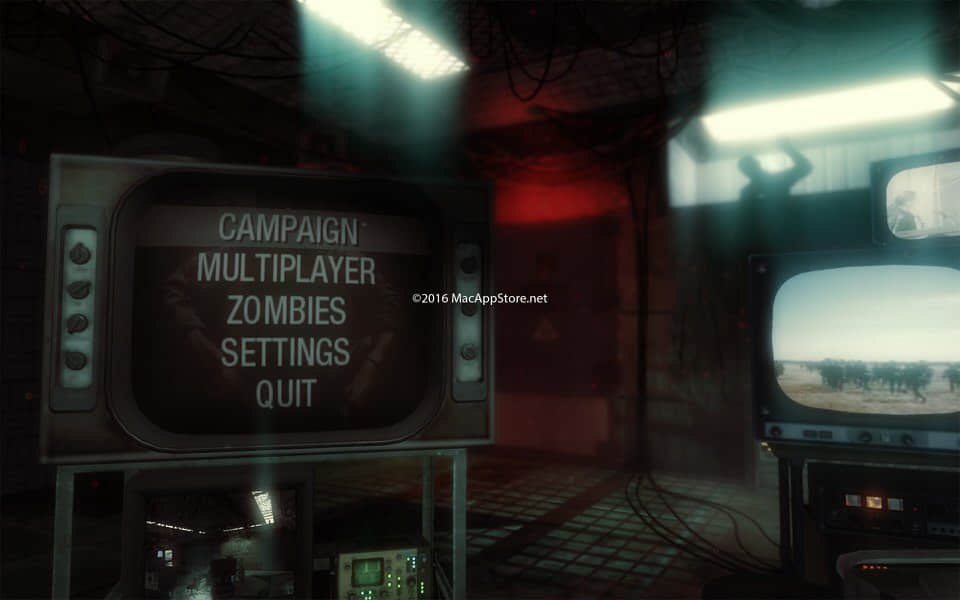 CAMPAIGN
MULTIPLAYER
ZOMBIES
SETTINGS
QUIT
©2016 MacAppStore.net